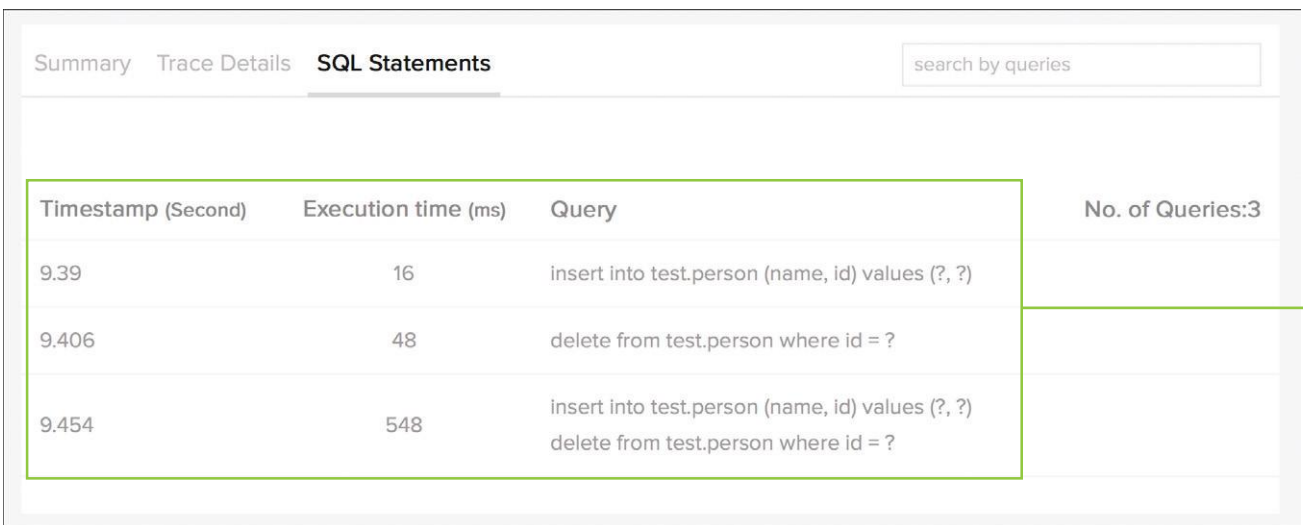 Summary Trace Details SQL Statements search by queries
Timestamp (Second) Execution time (ms) Query No. of Queries:3
9.39 16 insert into test.person (name, id) values (?, ?)
9.406 48 delete from test.person where id = ?
9.454 548 insert into test.person (name, id) values (?, ?)
delete from test.person where id = ?